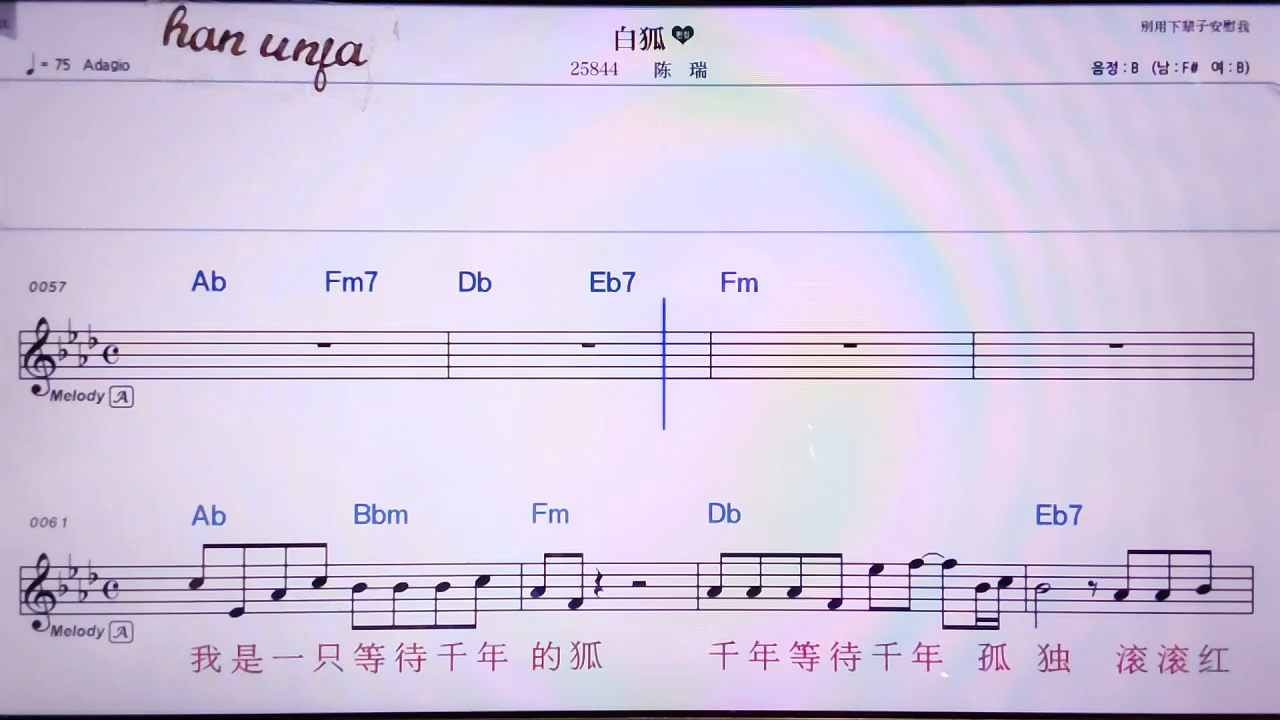 han unfa
白狐
别用下辈子安慰我
♩= 75 Adagio
25844 陈 瑞
음정 : B (남 : F# 여 : B)
0057 Ab Fm7 Db Eb7 Fm
Melody A
0061 Ab Bbm Fm Db Eb7
Melody A
我是一只等待千年的狐 千年等待千年孤独 滚滚红